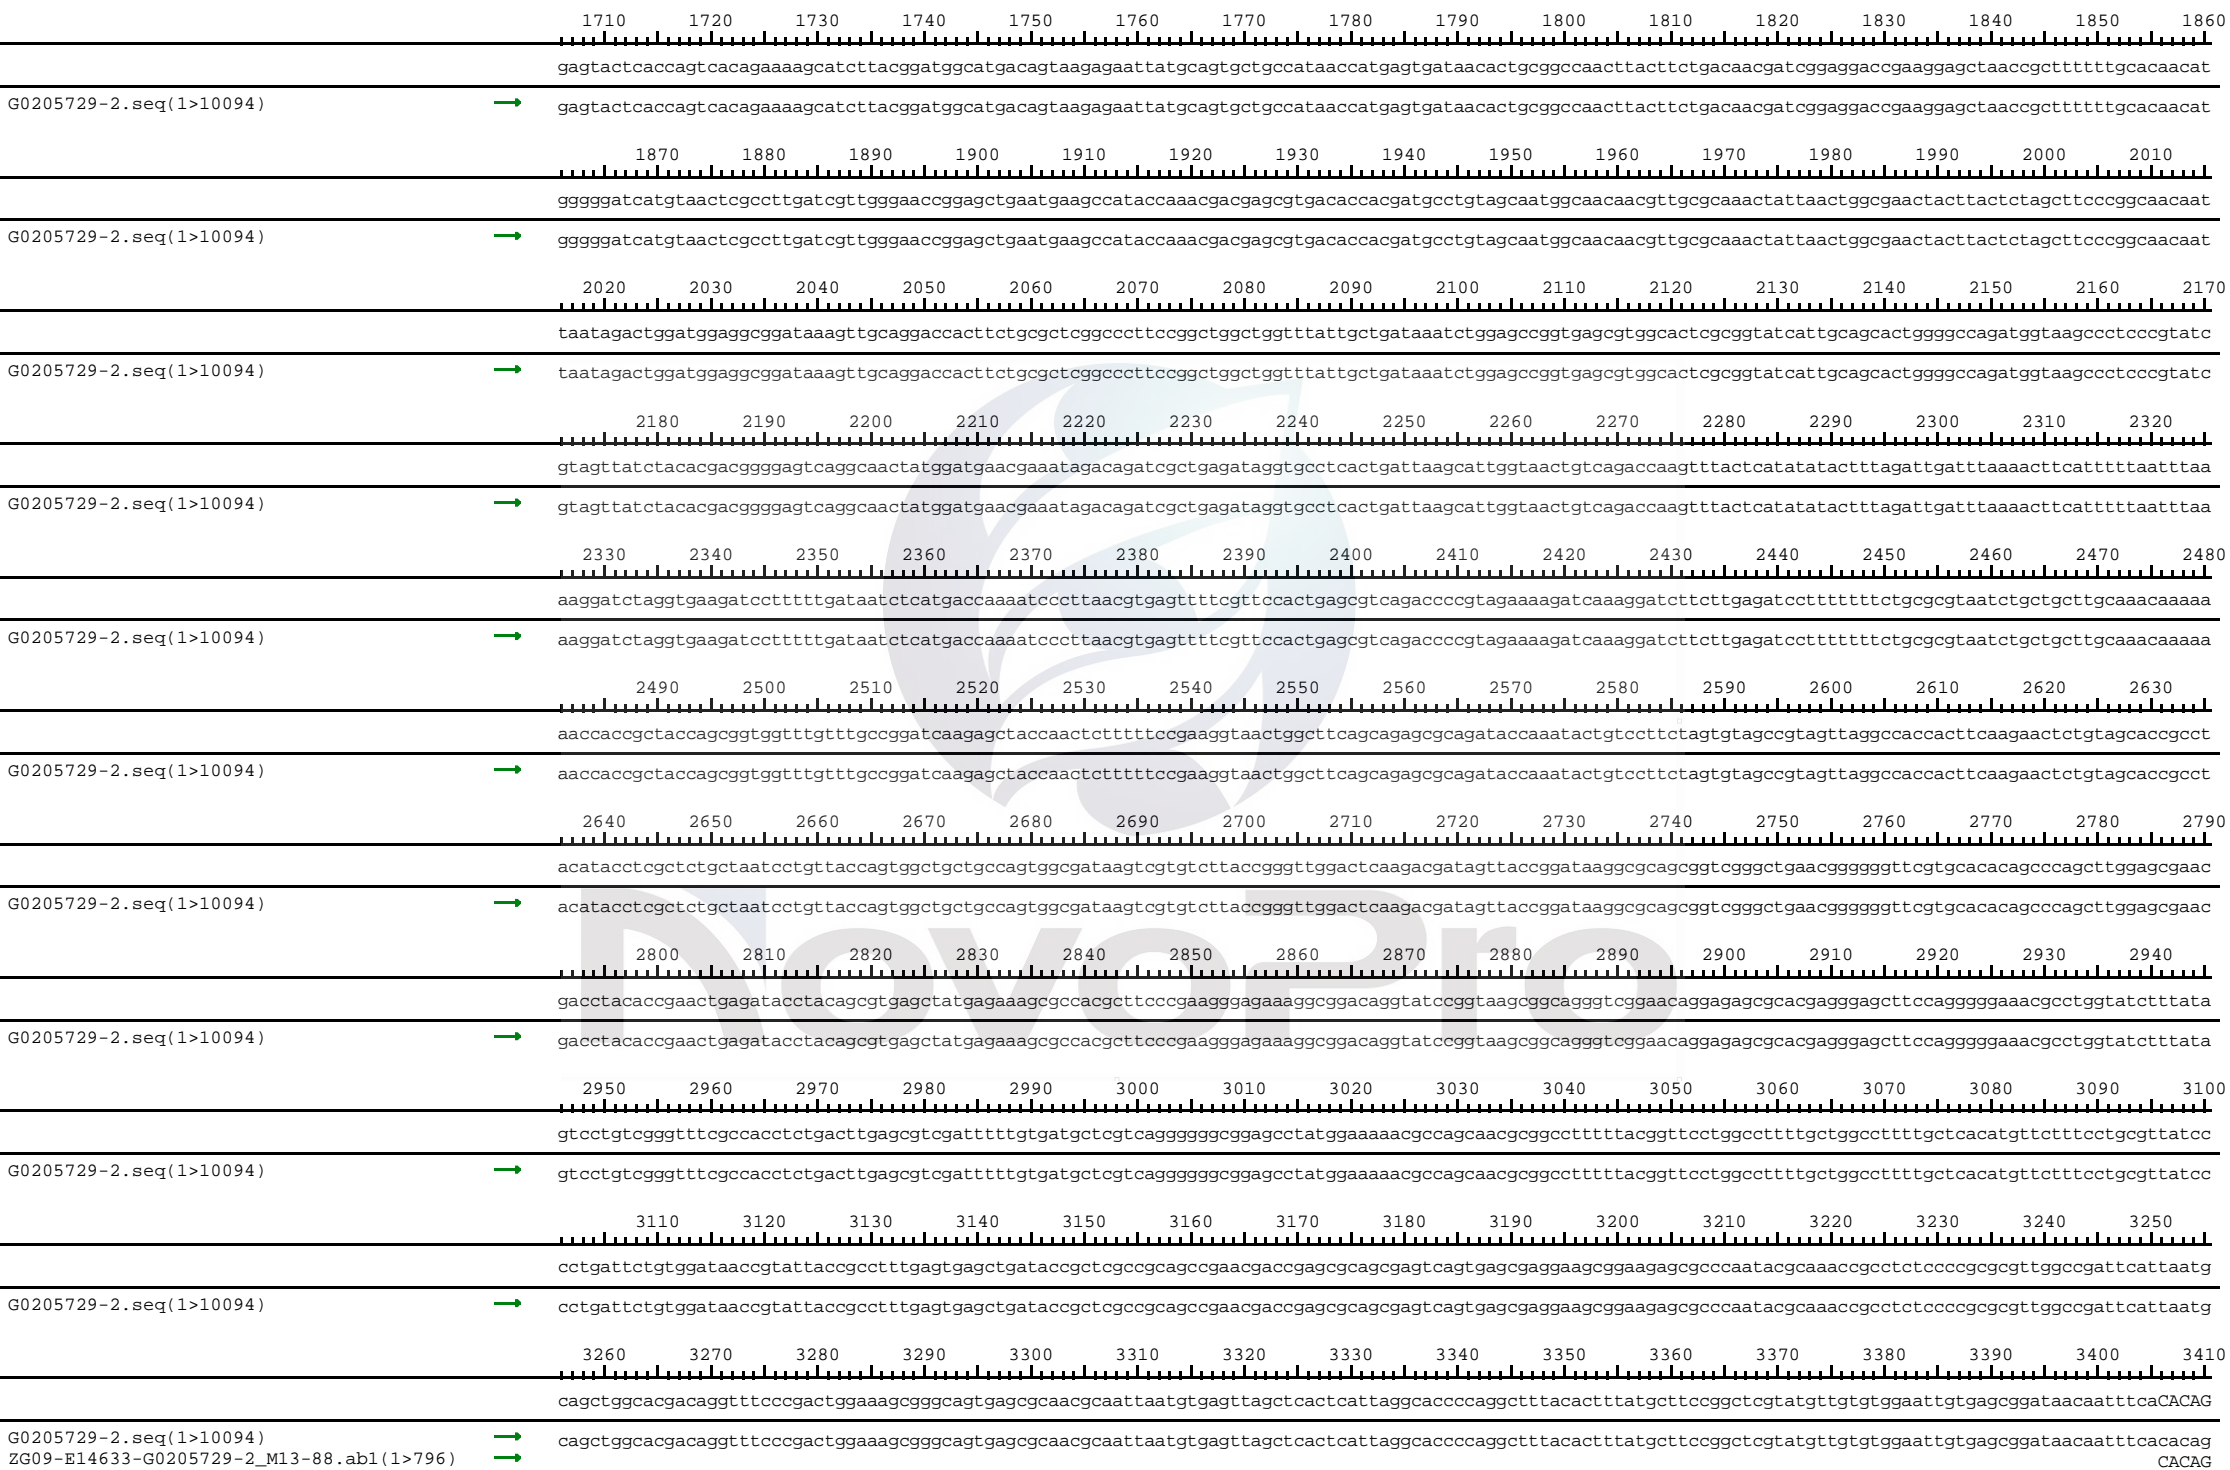 1710 1720 1730 1740 1750 1760 1770 1780 1790 1800 1810 1820 1830 1840 1850 1860
gagtactcaccagtcacagaaaagcatcttacggatggcatgacagtaagagaattatgcagtgctgccataaccatgagtgataacactgcggccaacttacttctgacaacgatcggaggaccgaaggagctaaccgcttttttgcacaacat
G0205729-2.seq(1>10094) gagtactcaccagtcacagaaaagcatcttacggatggcatgacagtaagagaattatgcagtgctgccataaccatgagtgataacactgcggccaacttacttctgacaacgatcggaggaccgaaggagctaaccgcttttttgcacaacat
1870 1880 1890 1900 1910 1920 1930 1940 1950 1960 1970 1980 1990 2000 2010
gggggatcatgtaactcgccttgatcgttgggaaccggagctgaatgaagccataccaaacgacgagcgtgacaccacgatgcctgtagcaatggcaacaacgttgcgcaaactattaactggcgaactacttactctagcttcccggcaacaat
G0205729-2.seq(1>10094) gggggatcatgtaactcgccttgatcgttgggaaccggagctgaatgaagccataccaaacgacgagcgtgacaccacgatgcctgtagcaatggcaacaacgttgcgcaaactattaactggcgaactacttactctagcttcccggcaacaat
2020 2030 2040 2050 2060 2070 2080 2090 2100 2110 2120 2130 2140 2150 2160 2170
taatagactggatggaggcggataaagttgcaggaccacttctgcgctcggcccttccggctggctggtttattgctgataaatctggagccggtgagcgtggcactcgcggtatcattgcagcactggggccagatggtaagccctcccgtatc
G0205729-2.seq(1>10094) taatagactggatggaggcggataaagttgcaggaccacttctgcgctcggcccttccggctggctggtttattgctgataaatctggagccggtgagcgtggcactcgcggtatcattgcagcactggggccagatggtaagccctcccgtatc
2180 2190 2200 2210 2220 2230 2240 2250 2260 2270 2280 2290 2300 2310 2320
gtagttatctacacgacggggagtcaggcaactatggatgaacgaaatagacagatcgctgagataggtgcctcactgattaagcattggtaactgtcagaccaagtttactcatatatactttagattgatttaaaacttcatttttaatttaa
G0205729-2.seq(1>10094) gtagttatctacacgacggggagtcaggcaactatggatgaacgaaatagacagatcgctgagataggtgcctcactgattaagcattggtaactgtcagaccaagtttactcatatatactttagattgatttaaaacttcatttttaatttaa
2330 2340 2350 2360 2370 2380 2390 2400 2410 2420 2430 2440 2450 2460 2470 2480
aaggatctaggtgaagatcctttttgataatctcatgaccaaaatcccttaacgtgagttttcgttccactgagcgtcagaccccgtagaaaagatcaaaggatcttcttgagatcctttttttctgcgcgtaatctgctgcttgcaaacaaaaa
G0205729-2.seq(1>10094) aaggatctaggtgaagatcctttttgataatctcatgaccaaaatcccttaacgtgagttttcgttccactgagcgtcagaccccgtagaaaagatcaaaggatcttcttgagatcctttttttctgcgcgtaatctgctgcttgcaaacaaaaa
2490 2500 2510 2520 2530 2540 2550 2560 2570 2580 2590 2600 2610 2620 2630
aaccaccgctaccagcggtggtttgtttgccggatcaagagctaccaactctttttccgaaggtaactggcttcagcagagcgcagataccaaatactgtccttctagtgtagccgtagttaggccaccacttcaagaactctgtagcaccgcct
G0205729-2.seq(1>10094) aaccaccgctaccagcggtggtttgtttgccggatcaagagctaccaactctttttccgaaggtaactggcttcagcagagcgcagataccaaatactgtccttctagtgtagccgtagttaggccaccacttcaagaactctgtagcaccgcct
2640 2650 2660 2670 2680 2690 2700 2710 2720 2730 2740 2750 2760 2770 2780 2790
acatacctcgctctgctaatcctgttaccagtggctgctgccagtggcgataagtcgtgtcttaccgggttggactcaagacgatagttaccggataaggcgcagcggtcgggctgaacggggggttcgtgcacacagcccagcttggagcgaac
G0205729-2.seq(1>10094) acatacctcgctctgctaatcctgttaccagtggctgctgccagtggcgataagtcgtgtcttaccgggttggactcaagacgatagttaccggataaggcgcagcggtcgggctgaacggggggttcgtgcacacagcccagcttggagcgaac
NovoPro
2800 2810 2820 2830 2840 2850 2860 2870 2880 2890 2900 2910 2920 2930 2940
gacctacaccgaactgagatacctacagcgtgagctatgagaaagcgccacgcttcccgaagggagaaaggcggacaggtatccggtaagcggcagggtcggaacaggagagcgcacgagggagcttccagggggaaacgcctggtatctttata
G0205729-2.seq(1>10094) gacctacaccgaactgagatacctacagcgtgagctatgagaaagcgccacgcttcccgaagggagaaaggcggacaggtatccggtaagcggcagggtcggaacaggagagcgcacgagggagcttccagggggaaacgcctggtatctttata
2950 2960 2970 2980 2990 3000 3010 3020 3030 3040 3050 3060 3070 3080 3090 3100
gtcctgtcgggtttcgccacctctgacttgagcgtcgatttttgtgatgctcgtcaggggggcggagcctatggaaaaacgccagcaacgcggcctttttacggttcctggccttttgctggccttttgctcacatgttctttcctgcgttatcc
G0205729-2.seq(1>10094) gtcctgtcgggtttcgccacctctgacttgagcgtcgatttttgtgatgctcgtcaggggggcggagcctatggaaaaacgccagcaacgcggcctttttacggttcctggccttttgctggccttttgctcacatgttctttcctgcgttatcc
3110 3120 3130 3140 3150 3160 3170 3180 3190 3200 3210 3220 3230 3240 3250
cctgattctgtggataaccgtattaccgcctttgagtgagctgataccgctcgccgcagccgaacgaccgagcgcagcgagtcagtgagcgaggaagcggaagagcgcccaatacgcaaaccgcctctccccgcgcgttggccgattcattaatg
G0205729-2.seq(1>10094) cctgattctgtggataaccgtattaccgcctttgagtgagctgataccgctcgccgcagccgaacgaccgagcgcagcgagtcagtgagcgaggaagcggaagagcgcccaatacgcaaaccgcctctccccgcgcgttggccgattcattaatg
3260 3270 3280 3290 3300 3310 3320 3330 3340 3350 3360 3370 3380 3390 3400 3410
cagctggcacgacaggtttcccgactggaaagcgggcagtgagcgcaacgcaattaatgtgagttagctcactcattaggcaccccaggctttacactttatgcttccggctcgtatgttgtgtggaattgtgagcggataacaatttcaCACAG
G0205729-2.seq(1>10094) cagctggcacgacaggtttcccgactggaaagcgggcagtgagcgcaacgcaattaatgtgagttagctcactcattaggcaccccaggctttacactttatgcttccggctcgtatgttgtgtggaattgtgagcggataacaatttcacacag
ZG09-E14633-G0205729-2_M13-88.ab1(1>796) CACAG